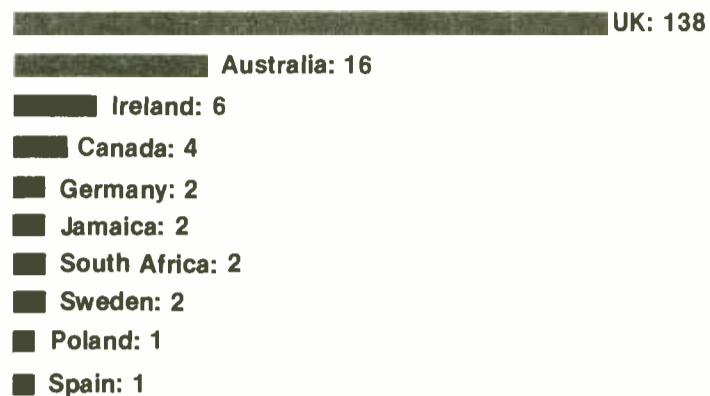 UK: 138
Australia: 16
Ireland: 6
Canada: 4
Germany: 2
Jamaica: 2
South Africa: 2
Sweden: 2
Poland: 1
Spain: 1